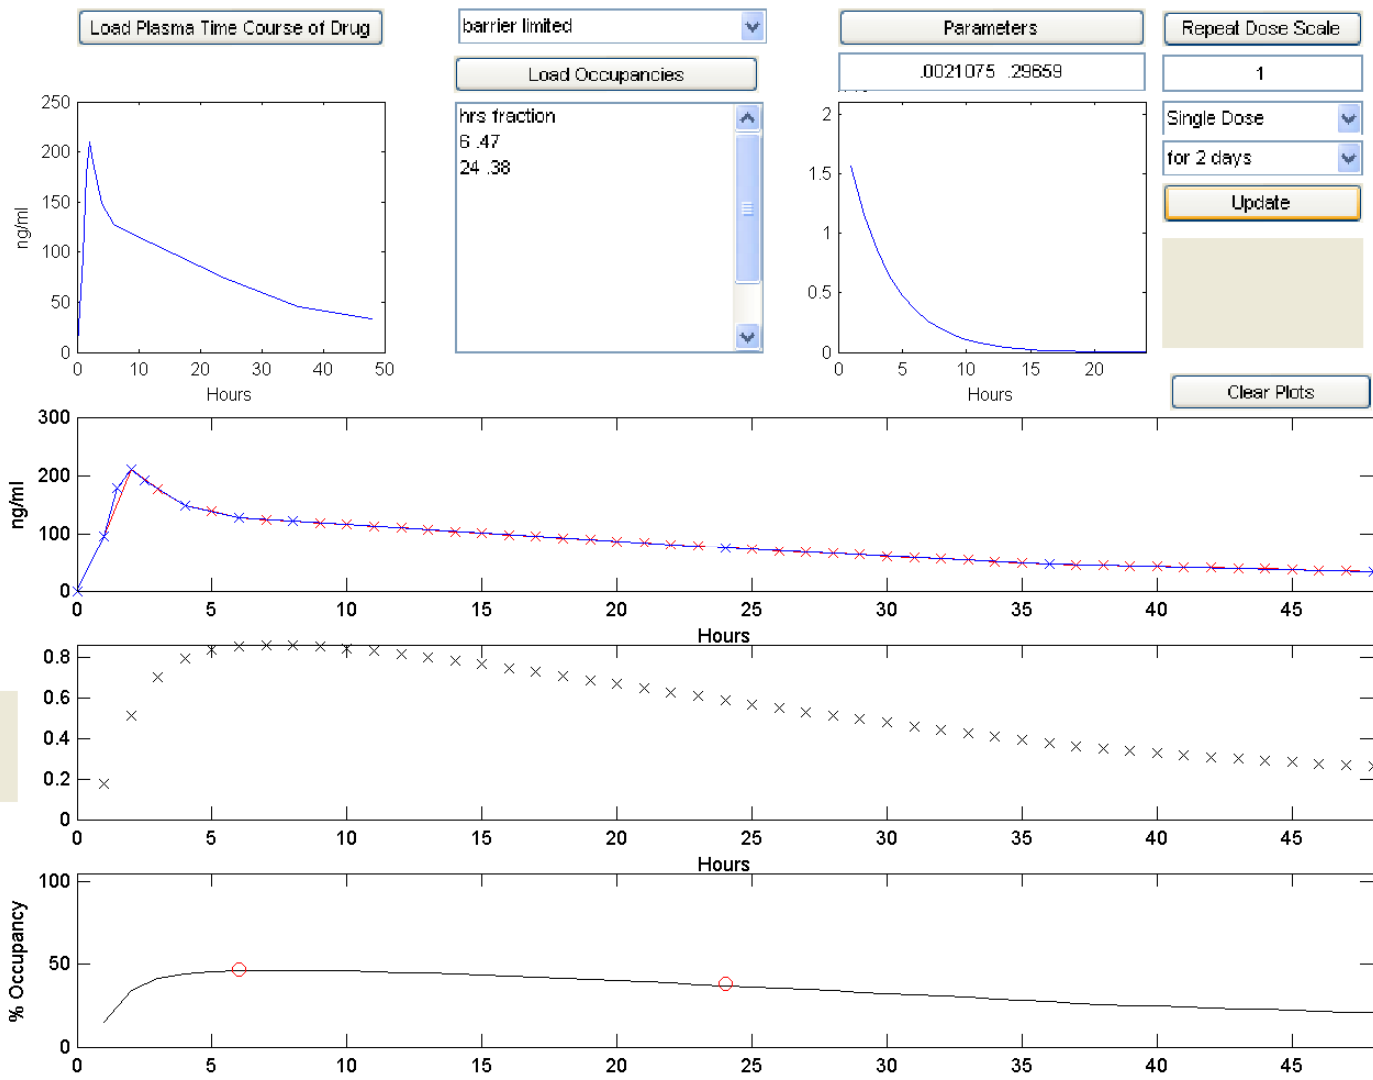 Load Plasma Time Course of Drug
barrier limited
Parameters
Repeat Dose Scale
Load Occupancies
.0021075 .29659
1
hrs fraction
6 .47
24 .38
Single Dose
for 2 days
Update
Clear Plots
250
200
150
100
50
0
ng/ml
0 10 20 30 40 50
Hours
2
1.5
1
0.5
0
0 5 10 15 20
Hours
300
200
100
0
ng/ml
0 5 10 15 20 25 30 35 40 45
Hours
0.8
0.6
0.4
0.2
0
0 5 10 15 20 25 30 35 40 45
Hours
100
50
0
% Occupancy
0 5 10 15 20 25 30 35 40 45